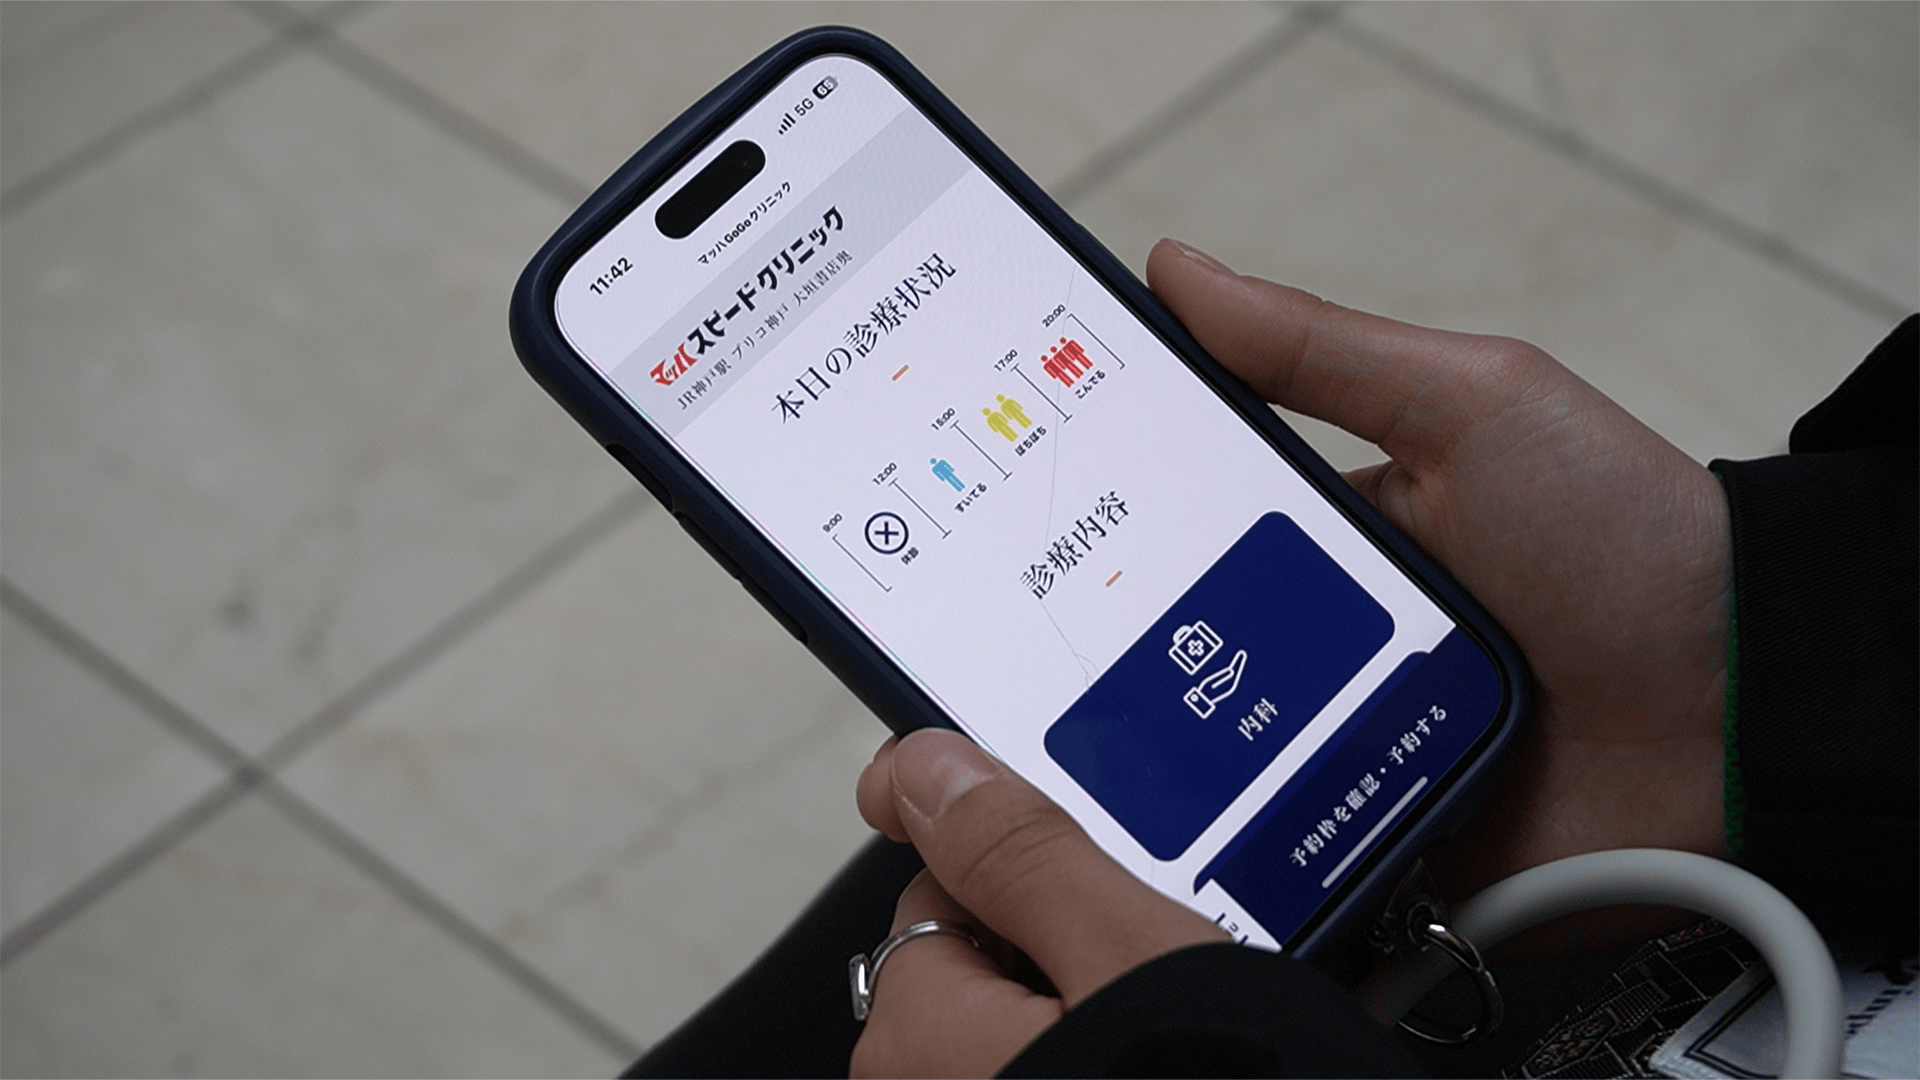 11:42
5G 65
マッハ GoGo クリニック
マッハ スピードクリニック
JR神戸駅 プリコ神戸 大垣書店奥
本日の診療状況
9:00
休診
12:00
すいてる
15:00
ぼちぼち
17:00
こんでる
20:00
診療内容
内科
予約枠を確認・予約する